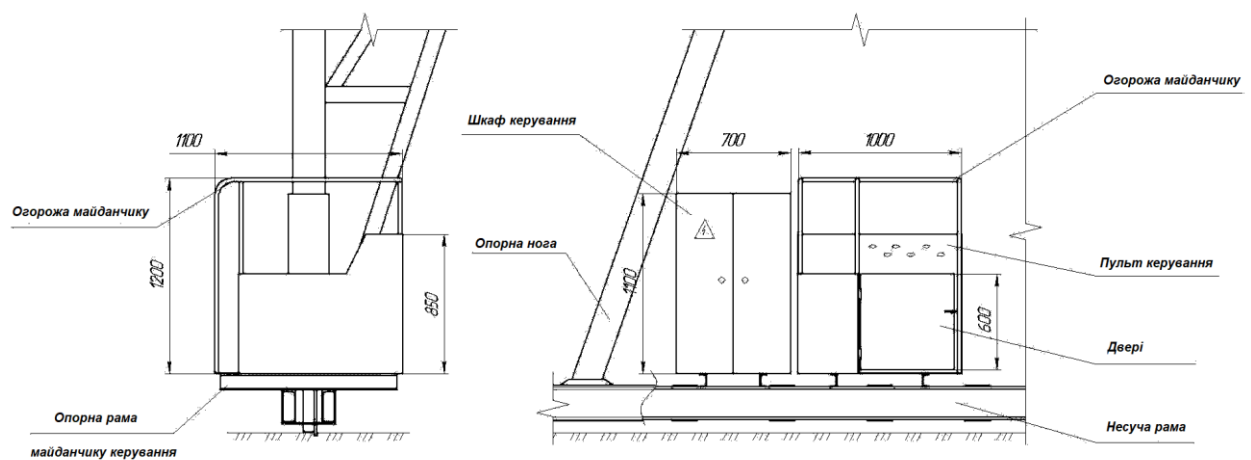 1100
Огорожа майданчику
1200
850
Опорна рама
майданчику керування
Шкаф керування
700
1000
Огорожа майданчику
Опорна нога
1100
Пульт керування
600
Двері
Несуча рама